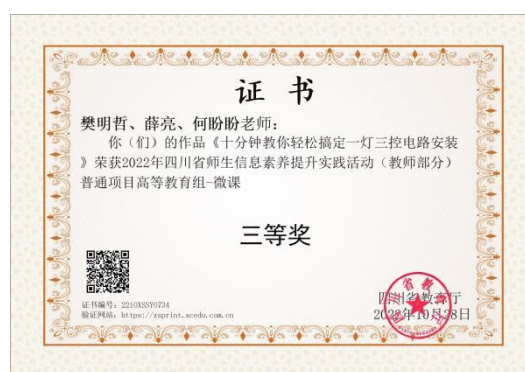 证 书
樊明哲、薛亮、何盼盼老师:
你（们）的作品《十分钟教你轻松搞定一灯三控电路安装
》荣获2022年四川省师生信息素养提升实践活动（教师部分）
普通项目高等教育组-微课
三等奖
证书编号: 2210XSSY0734
验证网站: https://zsprint.scedu.com.cn
四川省教育厅
2022年10月28日